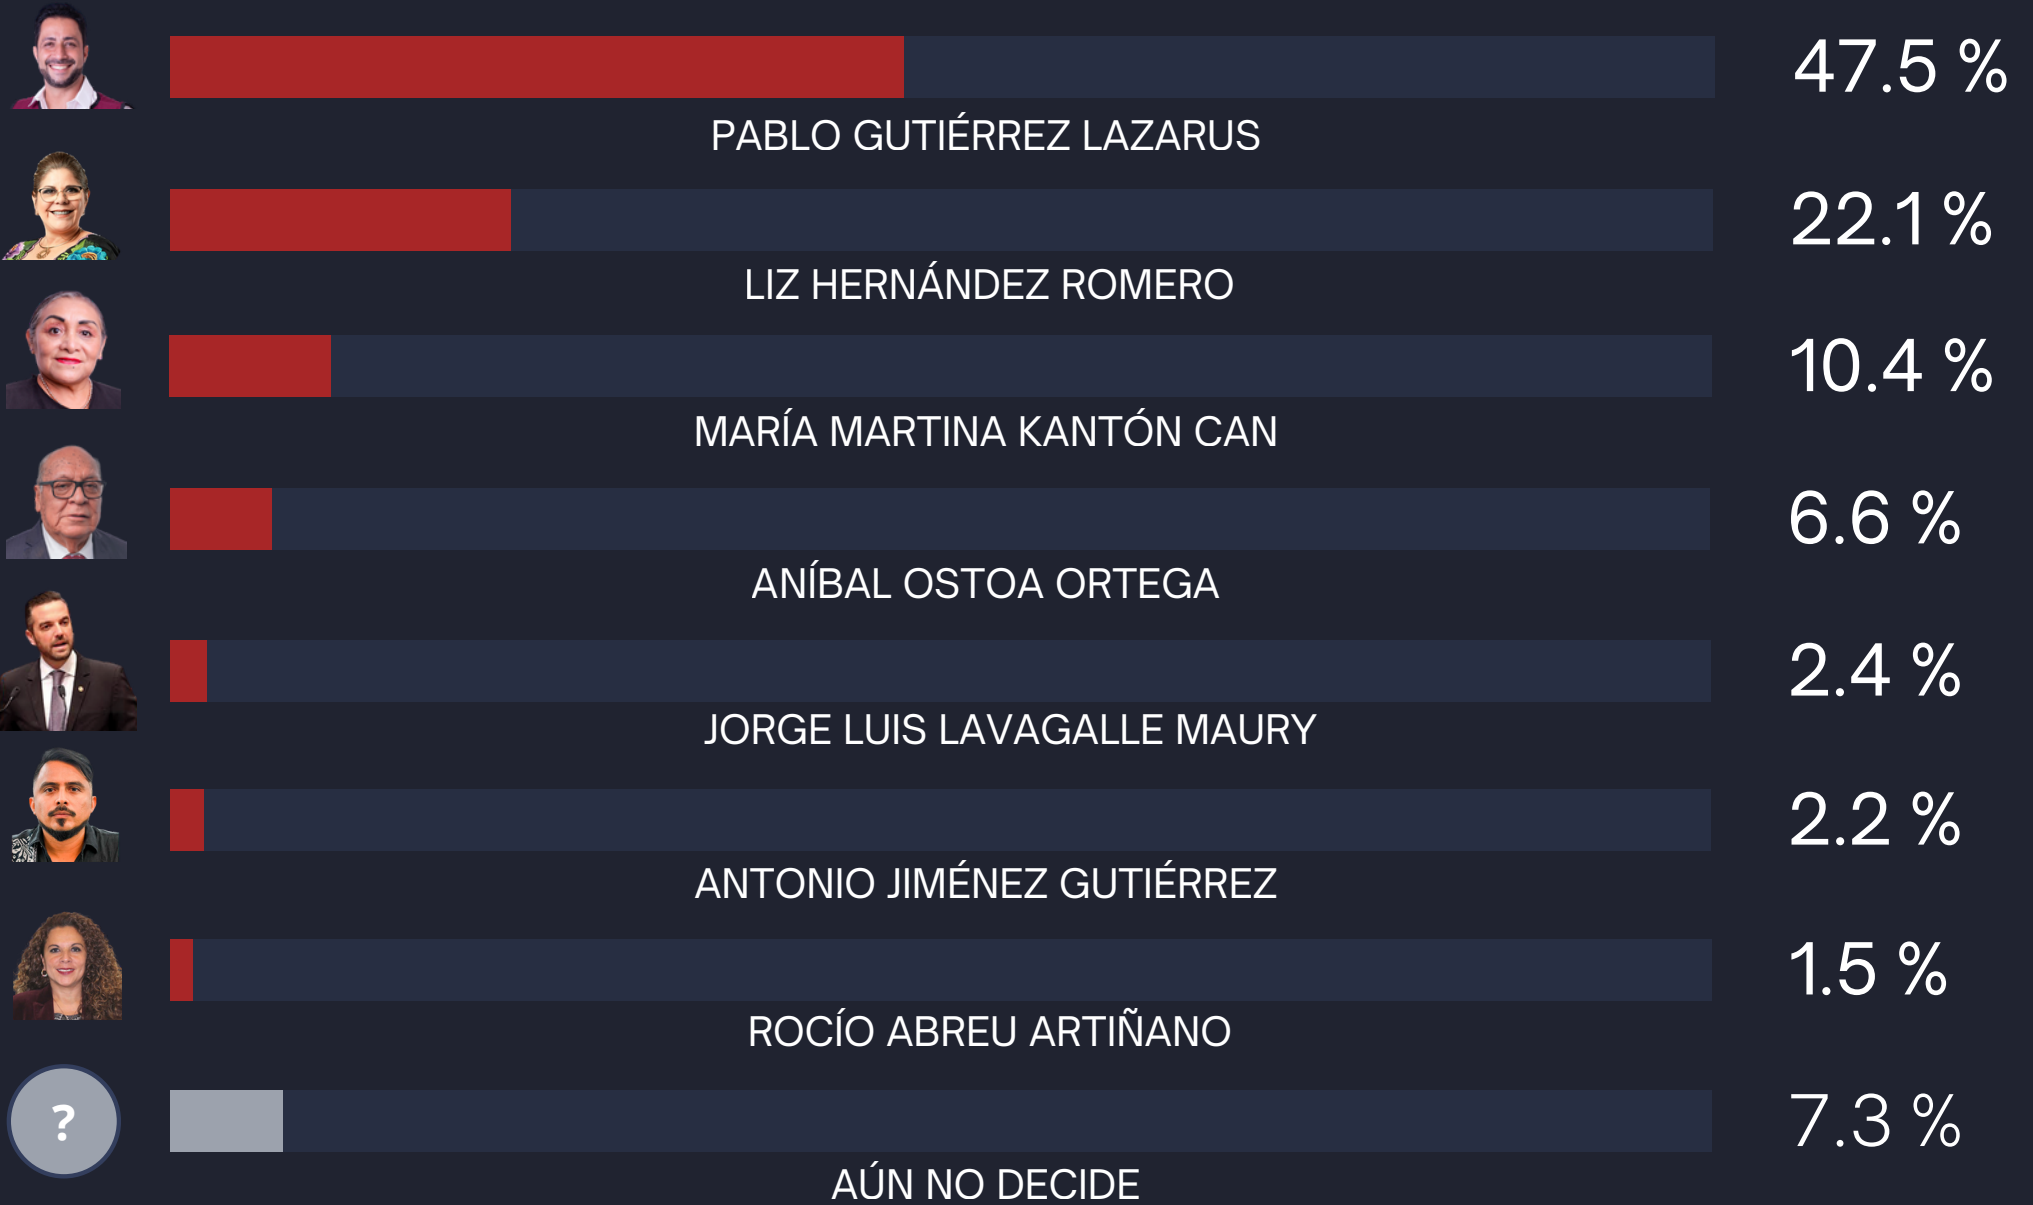 47.5 %
PABLO GUTIÉRREZ LAZARUS
22.1 %
LIZ HERNÁNDEZ ROMERO
10.4 %
MARÍA MARTINA KANTÓN CAN
6.6 %
ANÍBAL OSTOA ORTEGA
2.4 %
JORGE LUIS LAVAGALLE MAURY
2.2 %
ANTONIO JIMÉNEZ GUTIÉRREZ
1.5 %
ROCÍO ABREU ARTIÑANO
?
7.3 %
AÚN NO DECIDE